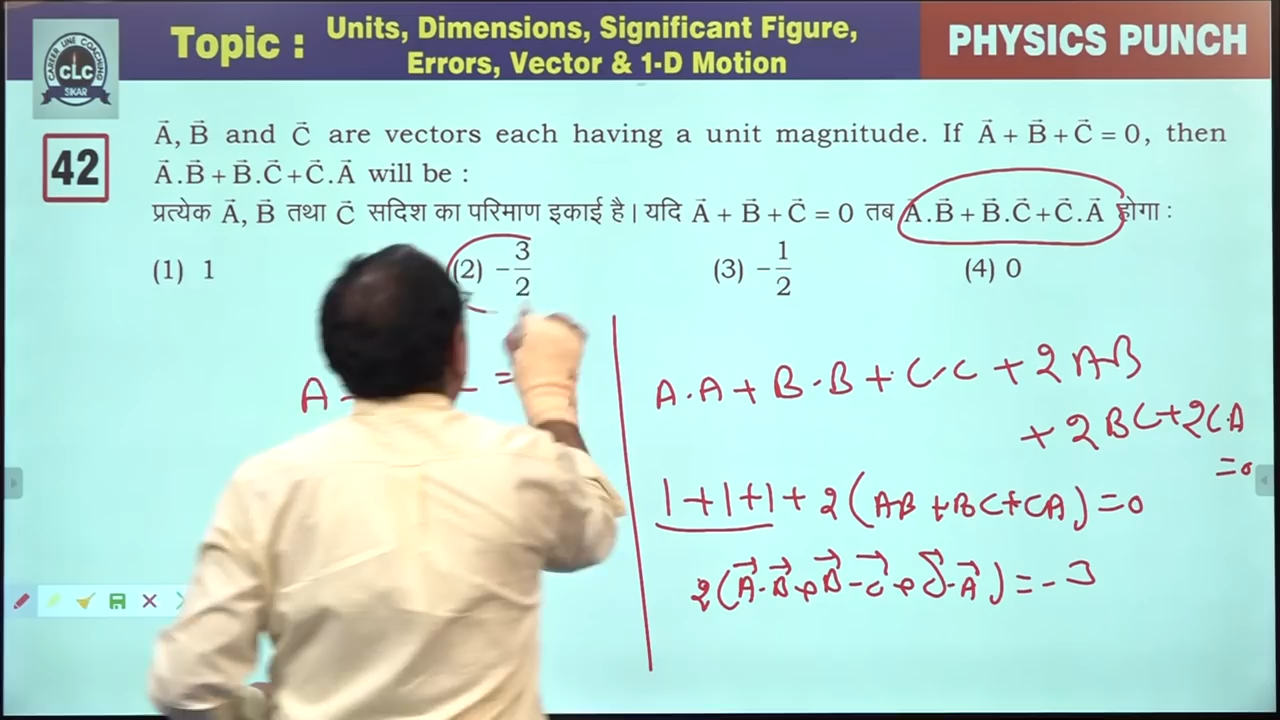 CAREER LINE COACHING
CLC
SIKAR
Topic : Units, Dimensions, Significant Figure,
Errors, Vector & 1-D Motion
PHYSICS PUNCH
42
A⃗, B⃗ and C⃗ are vectors each having a unit magnitude. If A⃗ + B⃗ + C⃗ = 0, then
A⃗.B⃗ + B⃗.C⃗ + C⃗.A⃗ will be :
प्रत्येक A⃗, B⃗ तथा C⃗ सदिश का परिमाण इकाई है। यदि A⃗ + B⃗ + C⃗ = 0 तब A⃗.B⃗ + B⃗.C⃗ + C⃗.A⃗ होगा :
(1) 1 (2) -3/2 (3) -1/2 (4) 0
A
=
A·A + B·B + C·C + 2AB
+ 2BC + 2CA
=0
1+1+1 + 2(AB+BC+CA) = 0
2(A⃗·B⃗+B⃗·C⃗+C⃗·A⃗) = -3